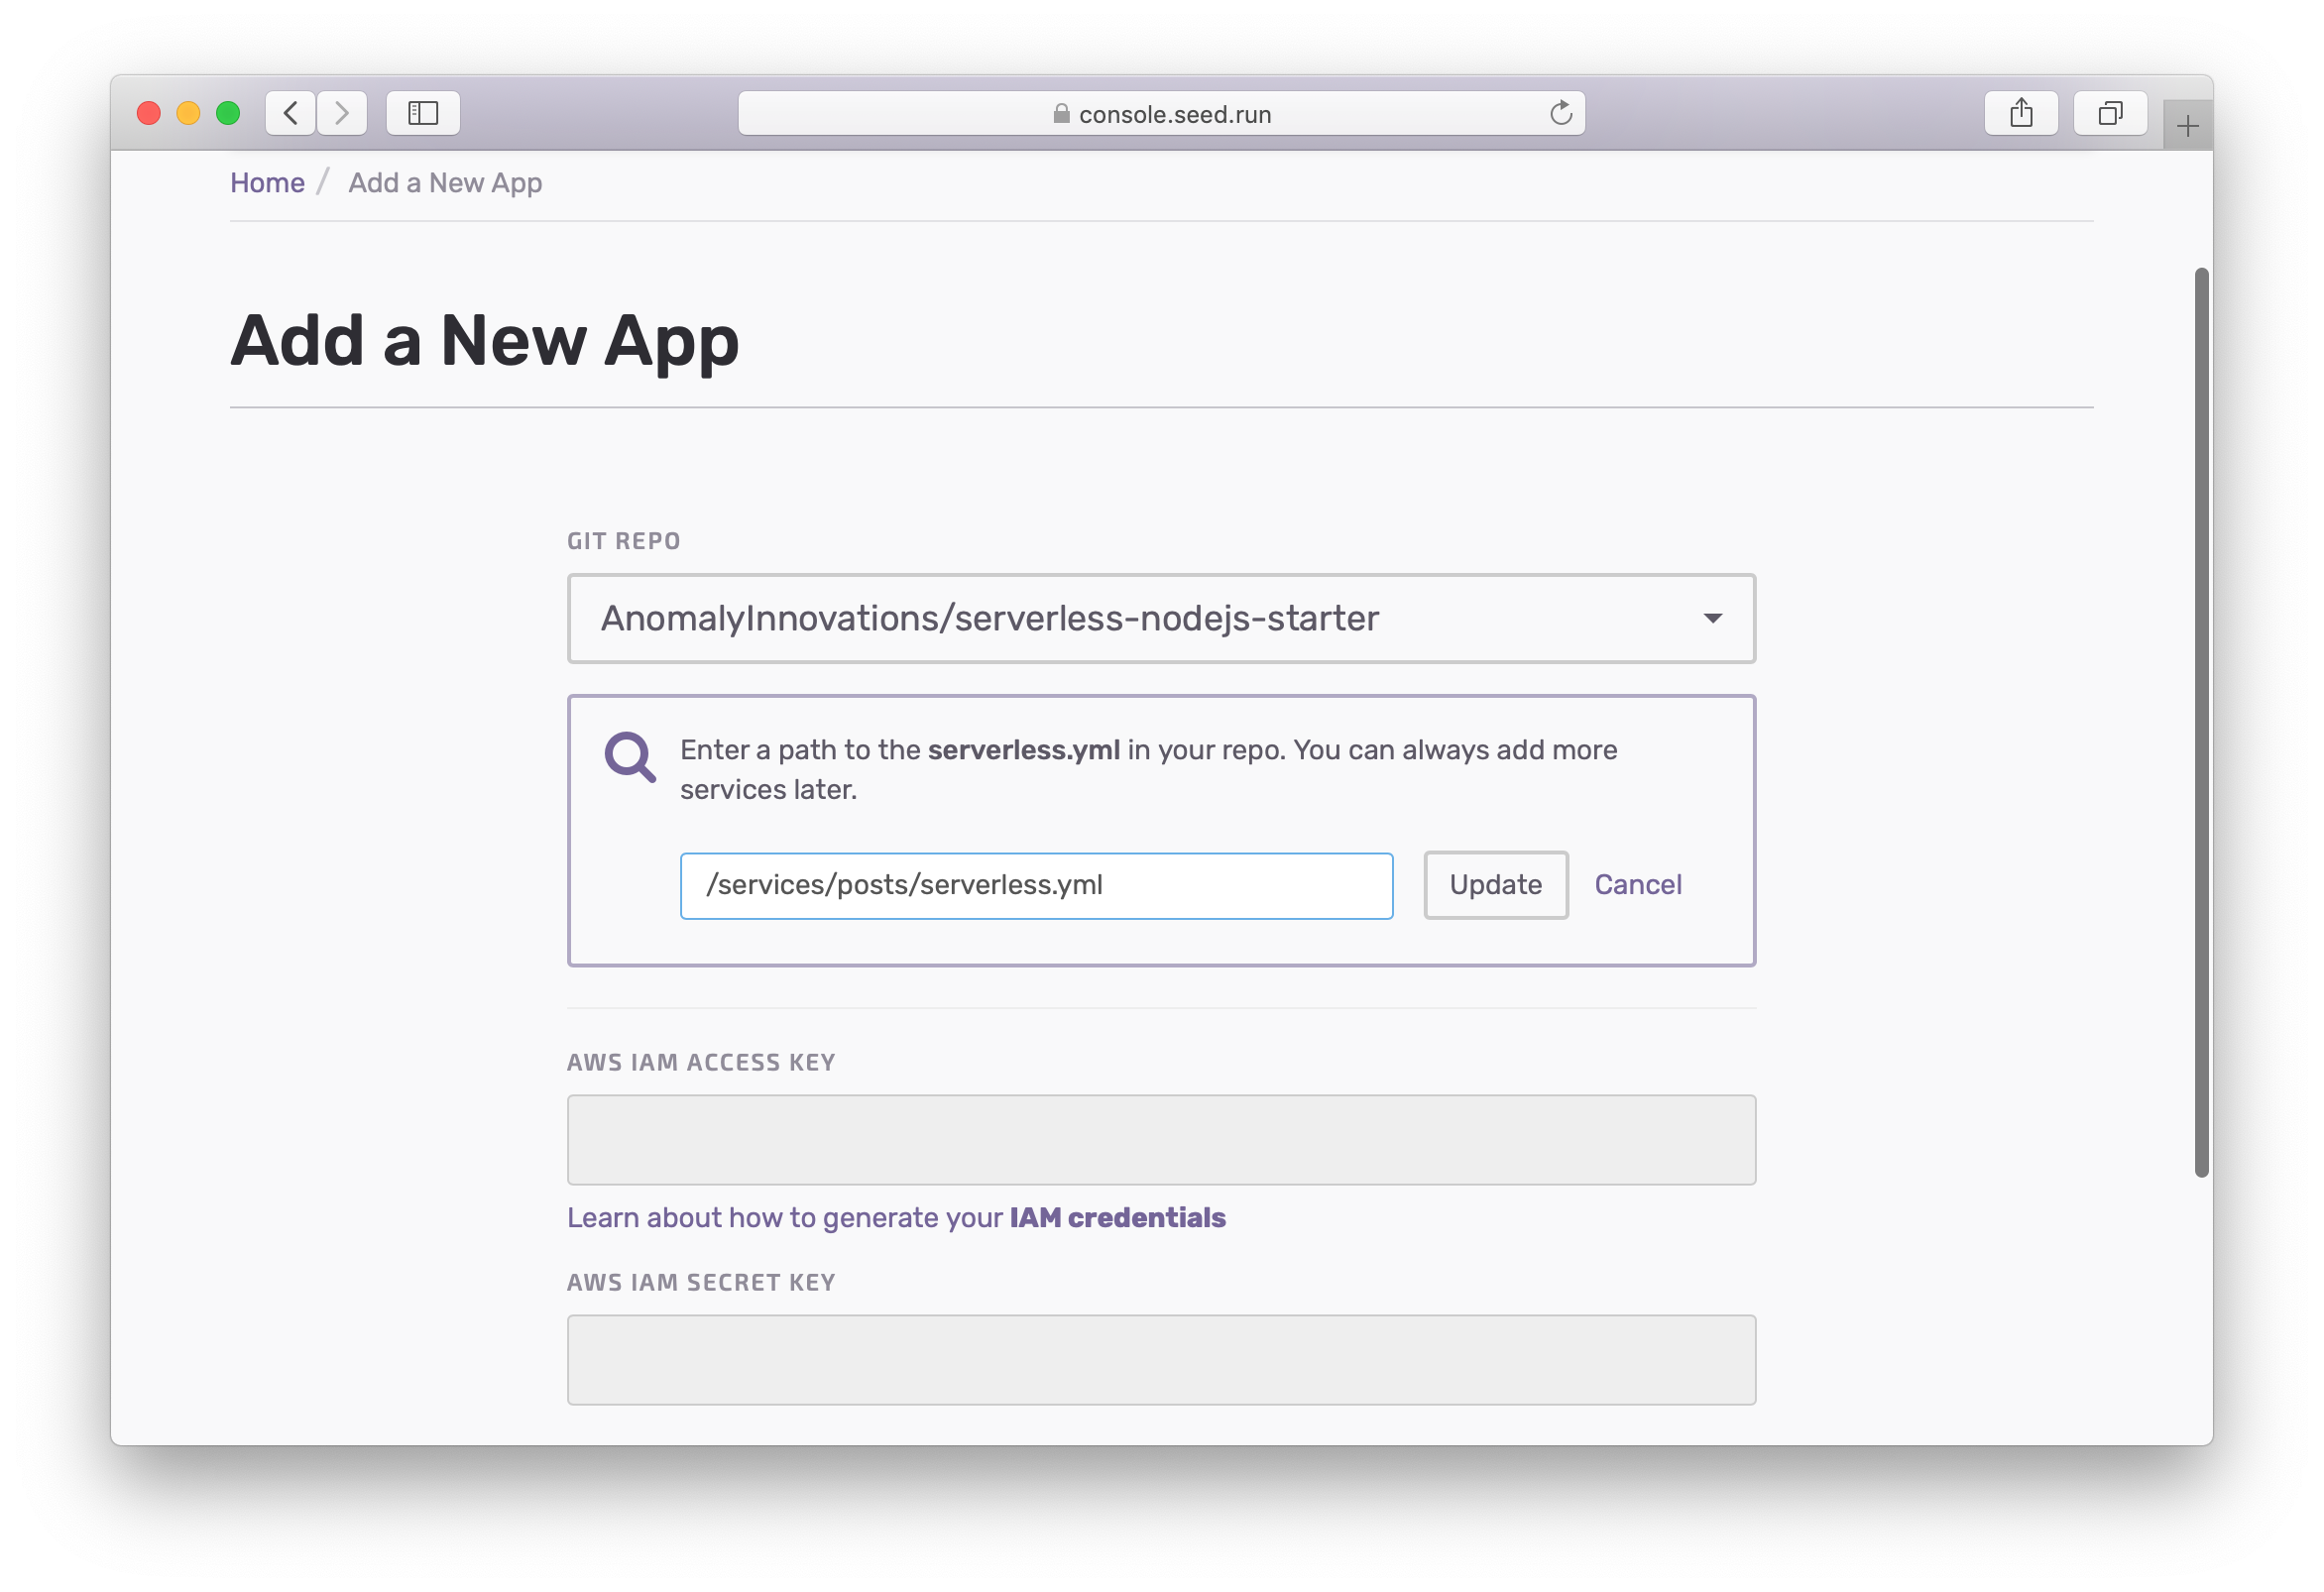 console.seed.run
Home / Add a New App
Add a New App
GIT REPO
AnomalyInnovations/serverless-nodejs-starter
Enter a path to the serverless.yml in your repo. You can always add more
services later.
/services/posts/serverless.yml Update Cancel
AWS IAM ACCESS KEY
Learn about how to generate your IAM credentials
AWS IAM SECRET KEY